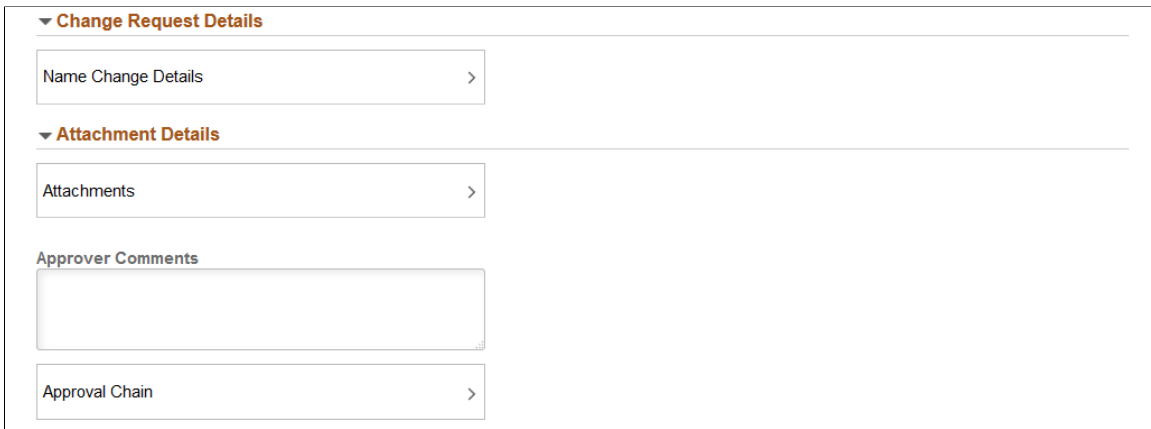 Change Request Details
Name Change Details
Attachment Details
Attachments
Approver Comments
Approval Chain